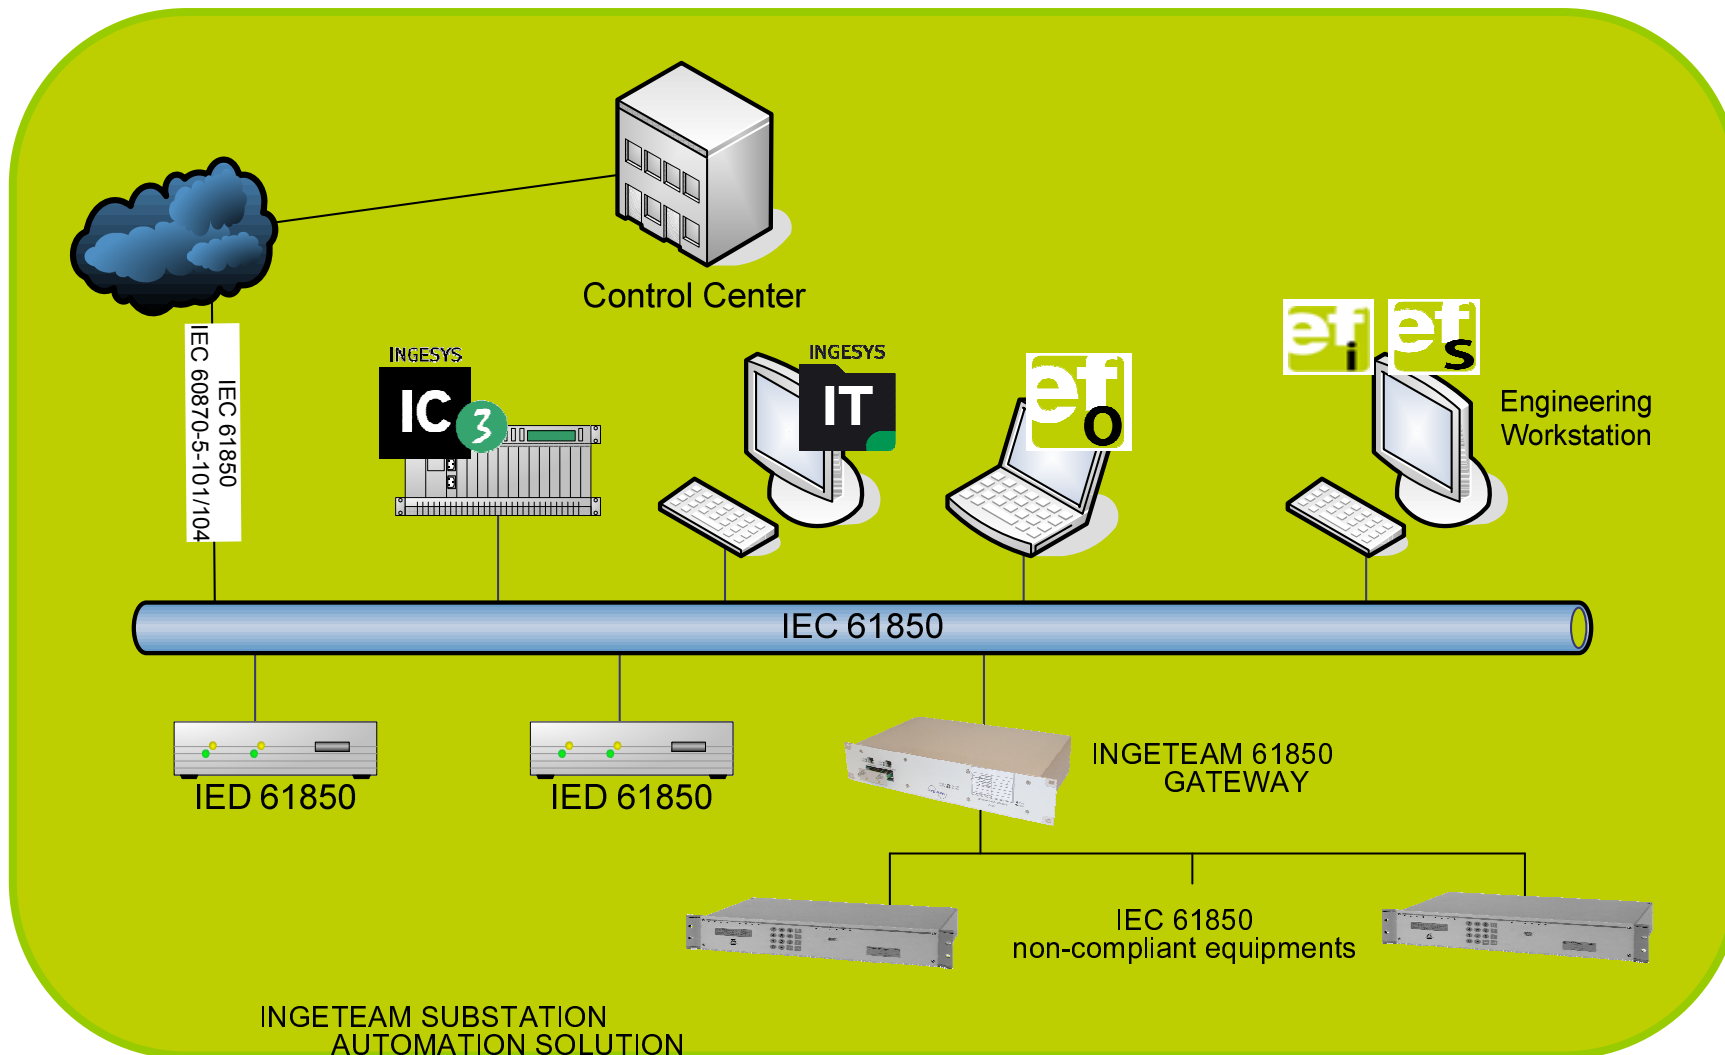 Control Center
IEC 61850
IEC 60870-5-101/104
INGESYS
IC
3
INGESYS
IT
ef
o
ef
i
ef
s
Engineering
Workstation
IEC 61850
IED 61850
IED 61850
INGETEAM 61850
GATEWAY
IEC 61850
non-compliant equipments
INGETEAM SUBSTATION
AUTOMATION SOLUTION